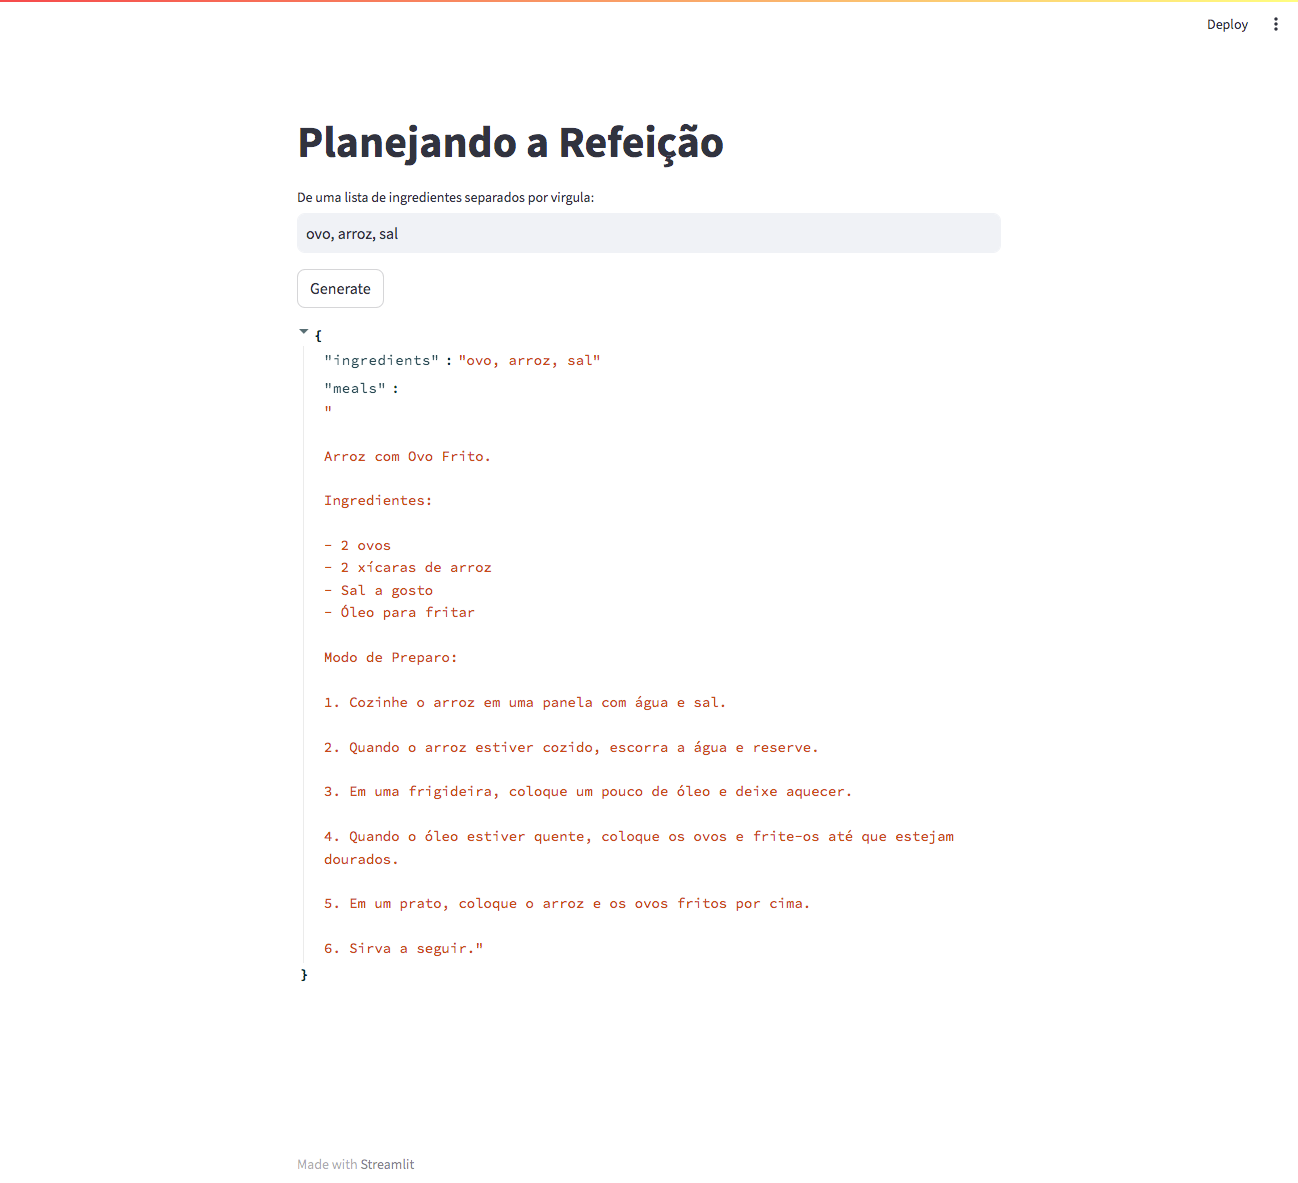 Deploy
Planejando a Refeição
De uma lista de ingredientes separados por virgula:
ovo, arroz, sal
Generate
{
"ingredients" : "ovo, arroz, sal"
"meals" :
"
Arroz com Ovo Frito.
Ingredientes:
- 2 ovos
- 2 xícaras de arroz
- Sal a gosto
- Óleo para fritar
Modo de Preparo:
1. Cozinhe o arroz em uma panela com água e sal.
2. Quando o arroz estiver cozido, escorra a água e reserve.
3. Em uma frigideira, coloque um pouco de óleo e deixe aquecer.
4. Quando o óleo estiver quente, coloque os ovos e frite-os até que estejam
dourados.
5. Em um prato, coloque o arroz e os ovos fritos por cima.
6. Sirva a seguir."
}
Made with Streamlit